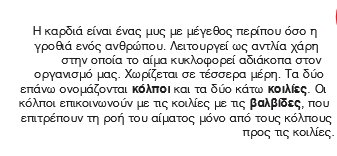 Η καρδιά είναι ένας μυς με μέγεθος περίπου όσο η
γροθιά ενός ανθρώπου. Λειτουργεί ως αντλία χάρη
στην οποία το αίμα κυκλοφορεί αδιάκοπα στον
οργανισμό μας. Χωρίζεται σε τέσσερα μέρη. Τα δύο
επάνω ονομάζονται κόλποι και τα δύο κάτω κοιλίες. Οι
κόλποι επικοινωνούν με τις κοιλίες με τις βαλβίδες, που
επιτρέπουν τη ροή του αίματος μόνο από τους κόλπους
προς τις κοιλίες.